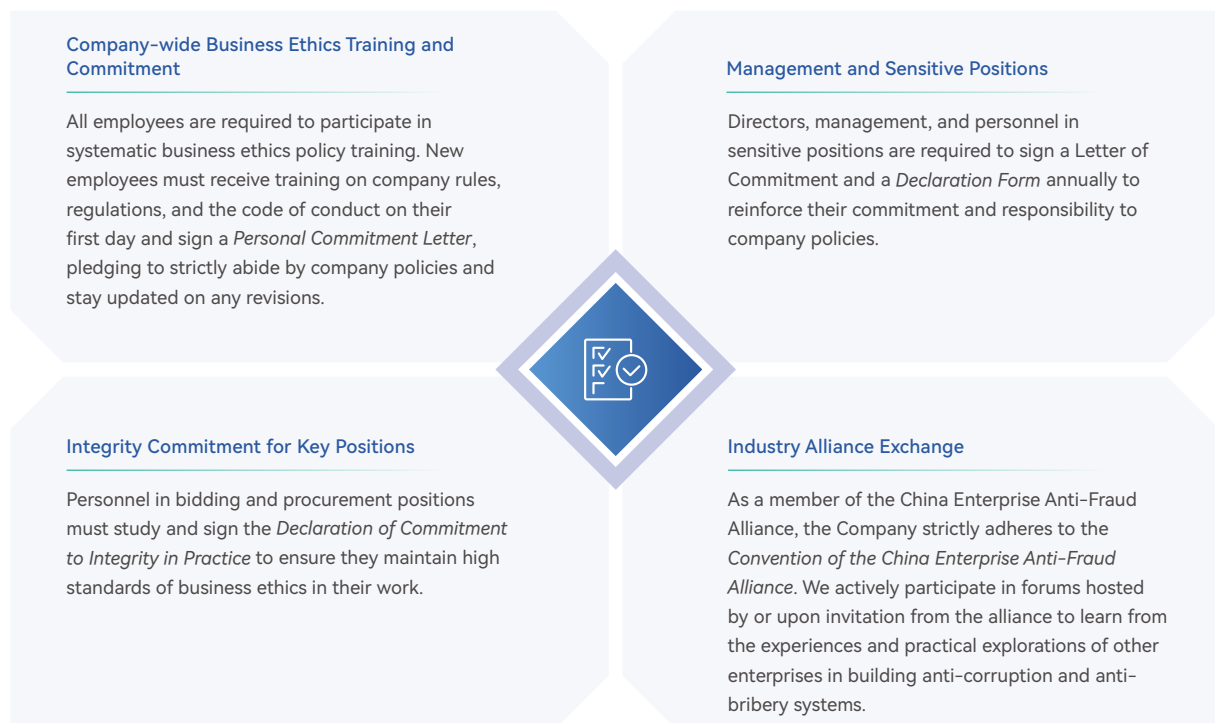 Company-wide Business Ethics Training and
Commitment
All employees are required to participate in
systematic business ethics policy training. New
employees must receive training on company rules,
regulations, and the code of conduct on their
first day and sign a Personal Commitment Letter,
pledging to strictly abide by company policies and
stay updated on any revisions.
Management and Sensitive Positions
Directors, management, and personnel in
sensitive positions are required to sign a Letter of
Commitment and a Declaration Form annually to
reinforce their commitment and responsibility to
company policies.
Integrity Commitment for Key Positions
Personnel in bidding and procurement positions
must study and sign the Declaration of Commitment
to Integrity in Practice to ensure they maintain high
standards of business ethics in their work.
Industry Alliance Exchange
As a member of the China Enterprise Anti-Fraud
Alliance, the Company strictly adheres to the
Convention of the China Enterprise Anti-Fraud
Alliance. We actively participate in forums hosted
by or upon invitation from the alliance to learn from
the experiences and practical explorations of other
enterprises in building anti-corruption and anti-
bribery systems.